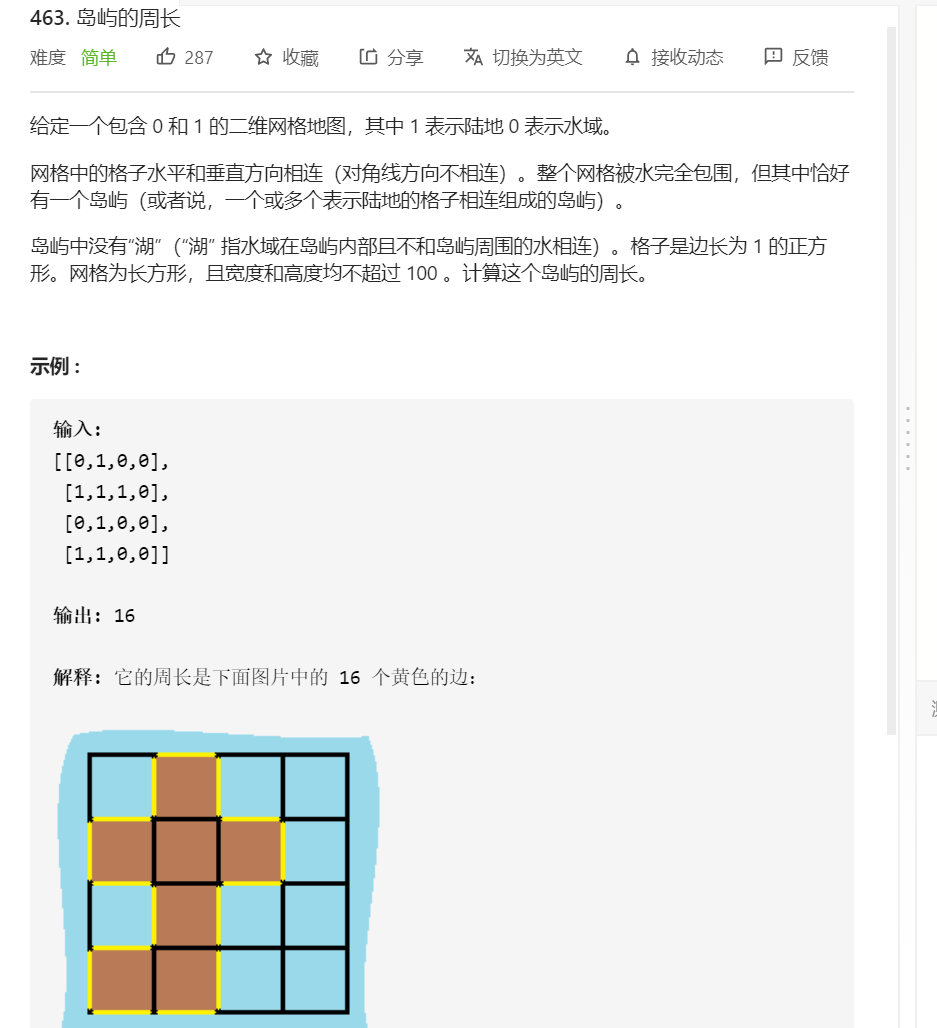 463. 岛屿的周长
难度 简单 287 收藏 分享 切换为英文 接收动态 反馈
给定一个包含 0 和 1 的二维网格地图，其中 1 表示陆地 0 表示水域。
网格中的格子水平和垂直方向相连（对角线方向不相连）。整个网格被水完全包围，但其中恰好
有一个岛屿（或者说，一个或多个表示陆地的格子相连组成的岛屿）。
岛屿中没有“湖”（“湖” 指水域在岛屿内部且不和岛屿周围的水相连）。格子是边长为 1 的正方
形。网格为长方形，且宽度和高度均不超过 100 。计算这个岛屿的周长。
示例 :
输入:
[[0,1,0,0],
[1,1,1,0],
[0,1,0,0],
[1,1,0,0]]
输出: 16
解释: 它的周长是下面图片中的 16 个黄色的边: